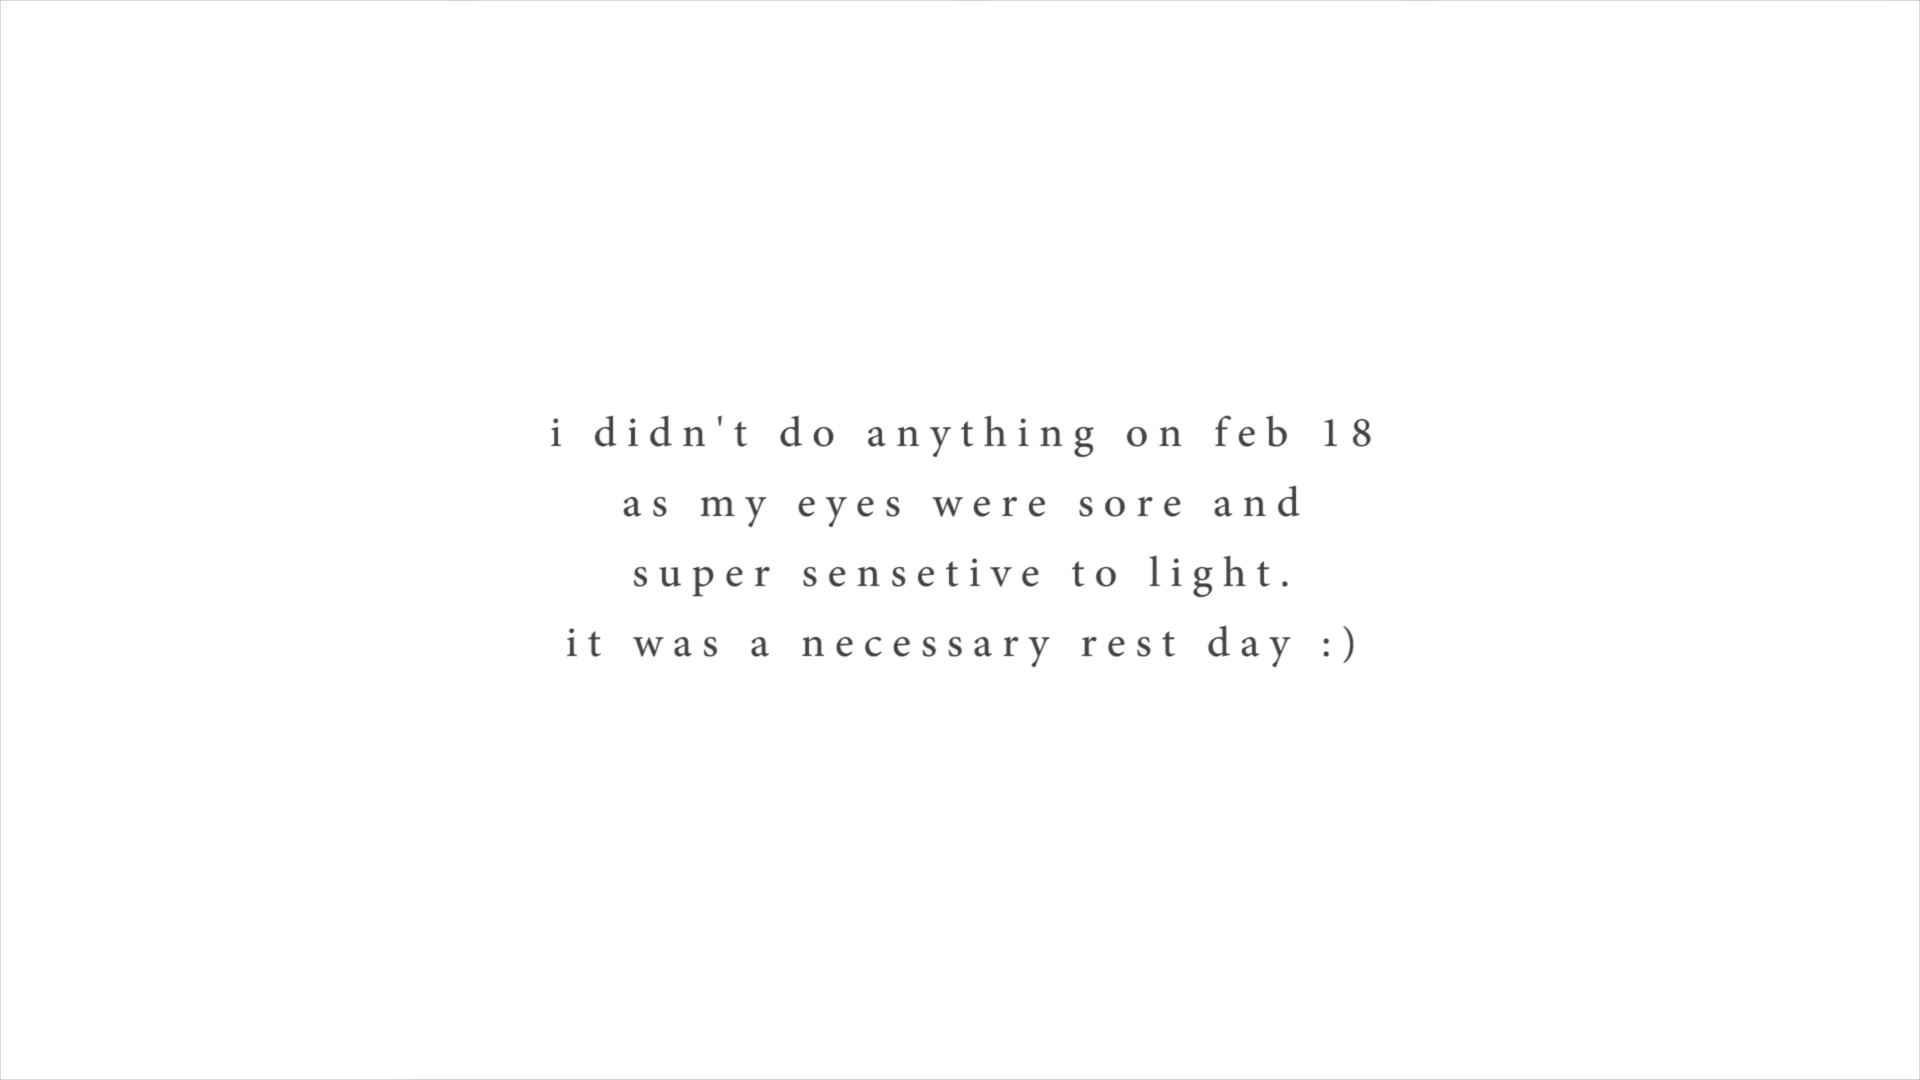 i didn't do anything on feb 18
as my eyes were sore and
super sensetive to light.
it was a necessary rest day :)